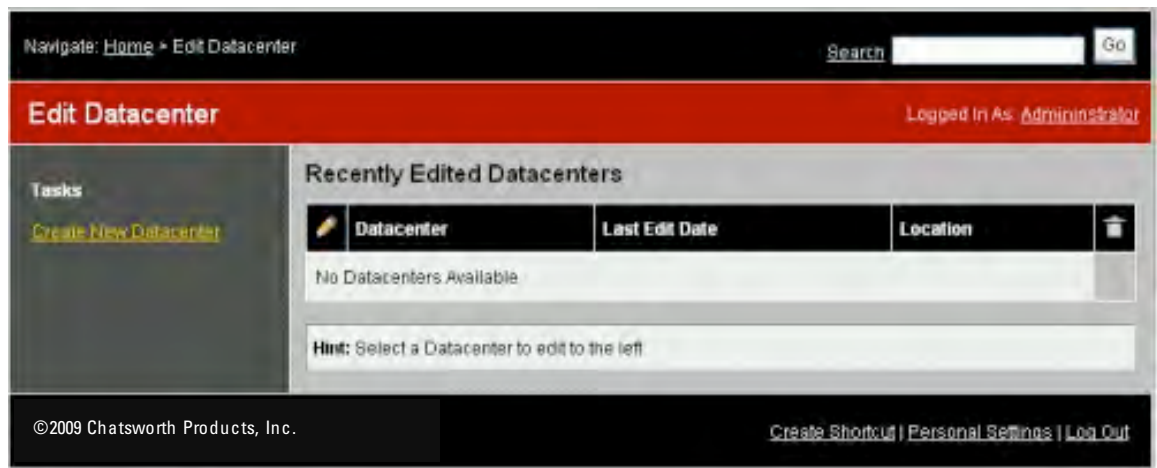 Navigate: Home > Edit Datacenter
Search Go
Edit Datacenter
Logged In As: Admininstrator
Tasks
Create New Datacenter
Recently Edited Datacenters
Datacenter Last Edit Date Location
No Datacenters Available
Hint: Select a Datacenter to edit to the left
©2009 Chatsworth Products, Inc.
Create Shortcut | Personal Settings | Log Out